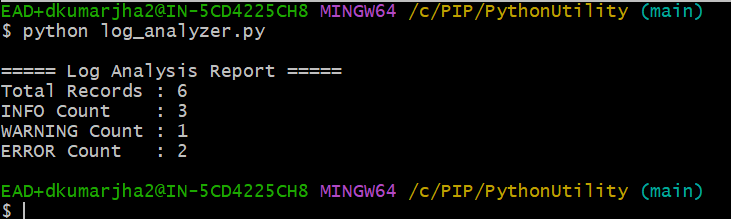 EAD+dkumarjha2@IN-5CD4225CH8 MINGW64 /c/PIP/PythonUtility (main)
$ python log_analyzer.py
===== Log Analysis Report =====
Total Records : 6
INFO Count    : 3
WARNING Count : 1
ERROR Count   : 2
EAD+dkumarjha2@IN-5CD4225CH8 MINGW64 /c/PIP/PythonUtility (main)
$